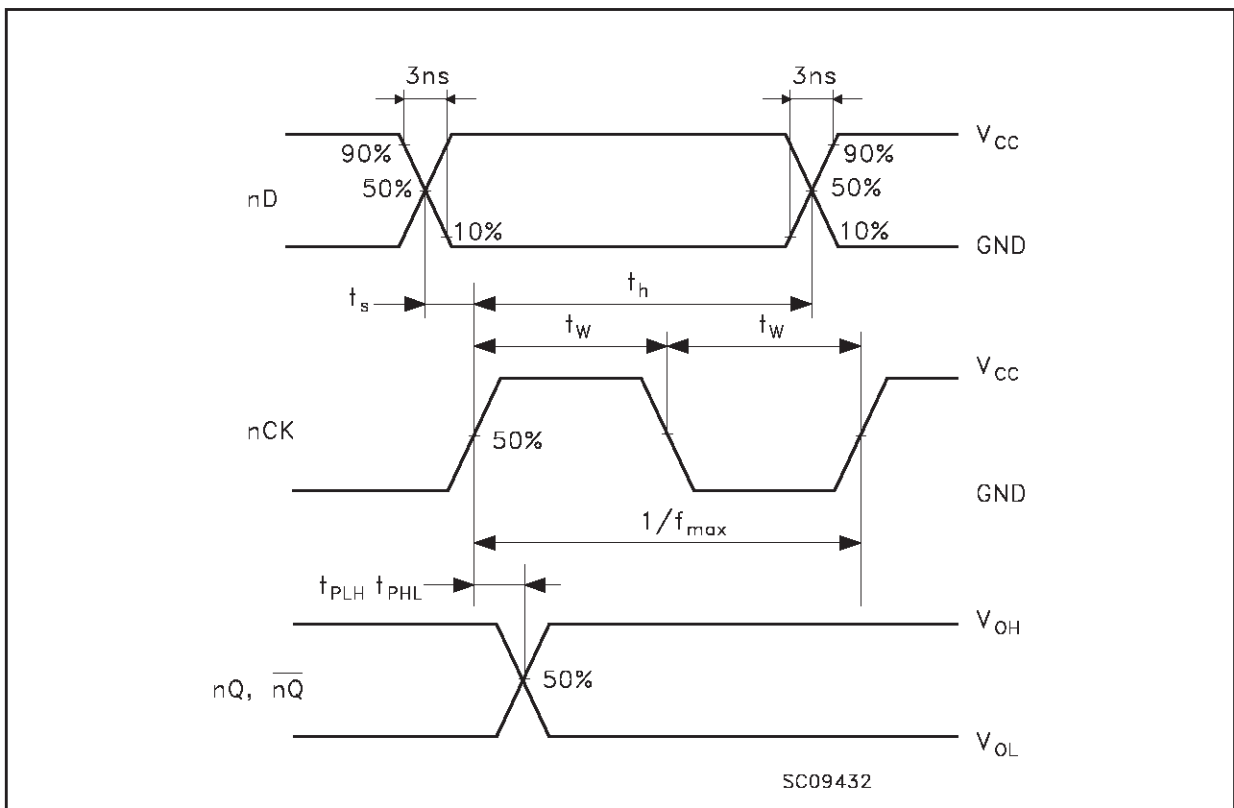 3ns 3ns
90% V_CC 90%
nD 50% 50%
10% 10% GND
t_s t_h
t_W t_W
V_CC
nCK 50%
GND
1/f_max
t_PLH t_PHL
V_OH
nQ, n̅Q̅ 50%
V_OL
SC09432